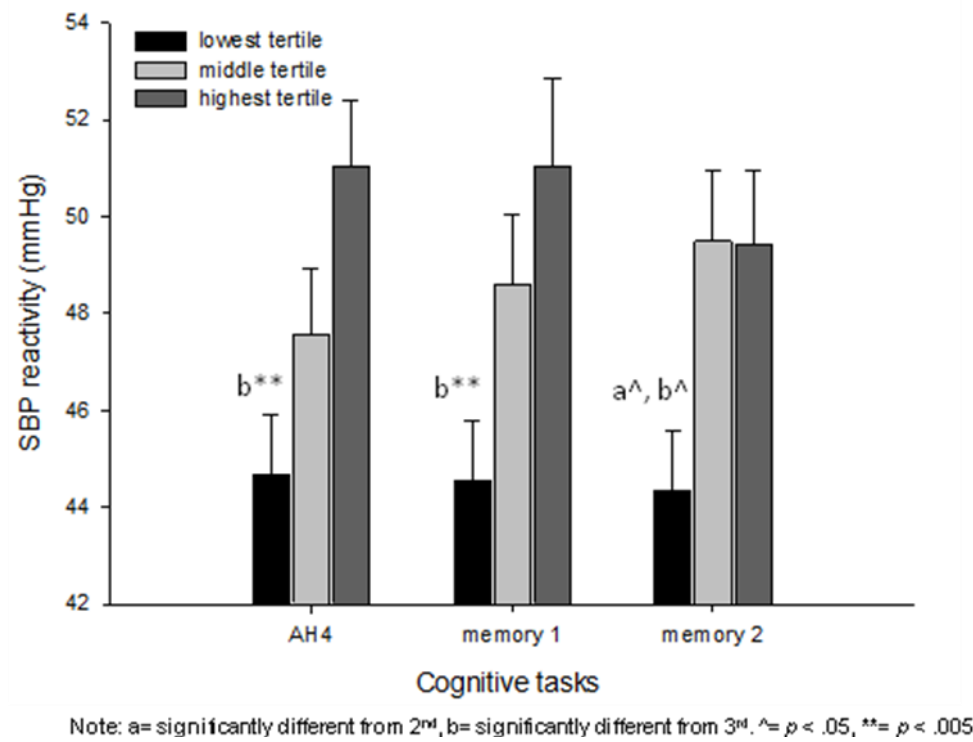 54
lowest tertile
middle tertile
highest tertile
52
50
48
46
44
42
SBP reactivity (mmHg)
b**
b**
a^, b^
AH4 memory 1 memory 2
Cognitive tasks
Note: a= significantly different from 2nd, b= significantly different from 3rd. ^= p < .05, **= p < .005